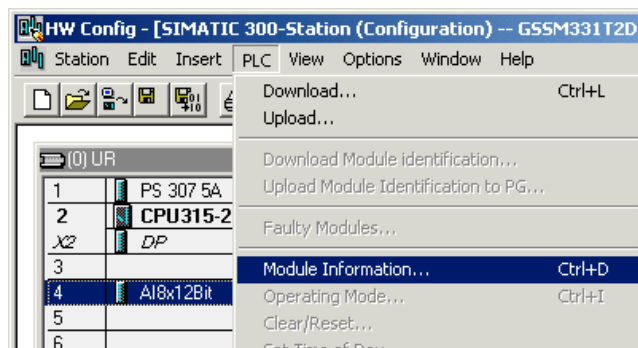 HW Config - [SIMATIC 300-Station (Configuration) -- GSSM331T2D
Station Edit Insert PLC View Options Window Help
Download... Ctrl+L
Upload...
Download Module identification...
Upload Module Identification to PG...
Faulty Modules...
Module Information... Ctrl+D
Operating Mode... Ctrl+I
Clear/Reset...
(0) UR
1 PS 307 5A
2 CPU315-2
X2 DP
3
4 AI8x12Bit
5
6